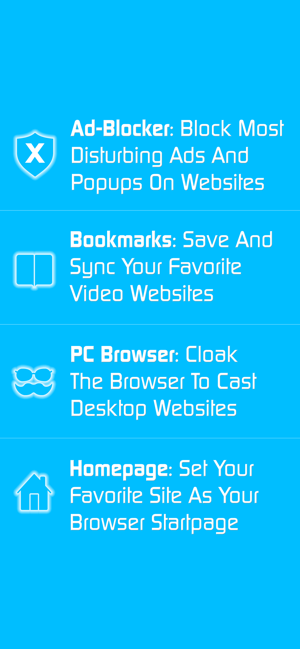 Ad-Blocker: Block Most
Disturbing Ads And
Popups On Websites
Bookmarks: Save And
Sync Your Favorite
Video Websites
PC Browser: Cloak
The Browser To Cast
Desktop Websites
Homepage: Set Your
Favorite Site As Your
Browser Startpage